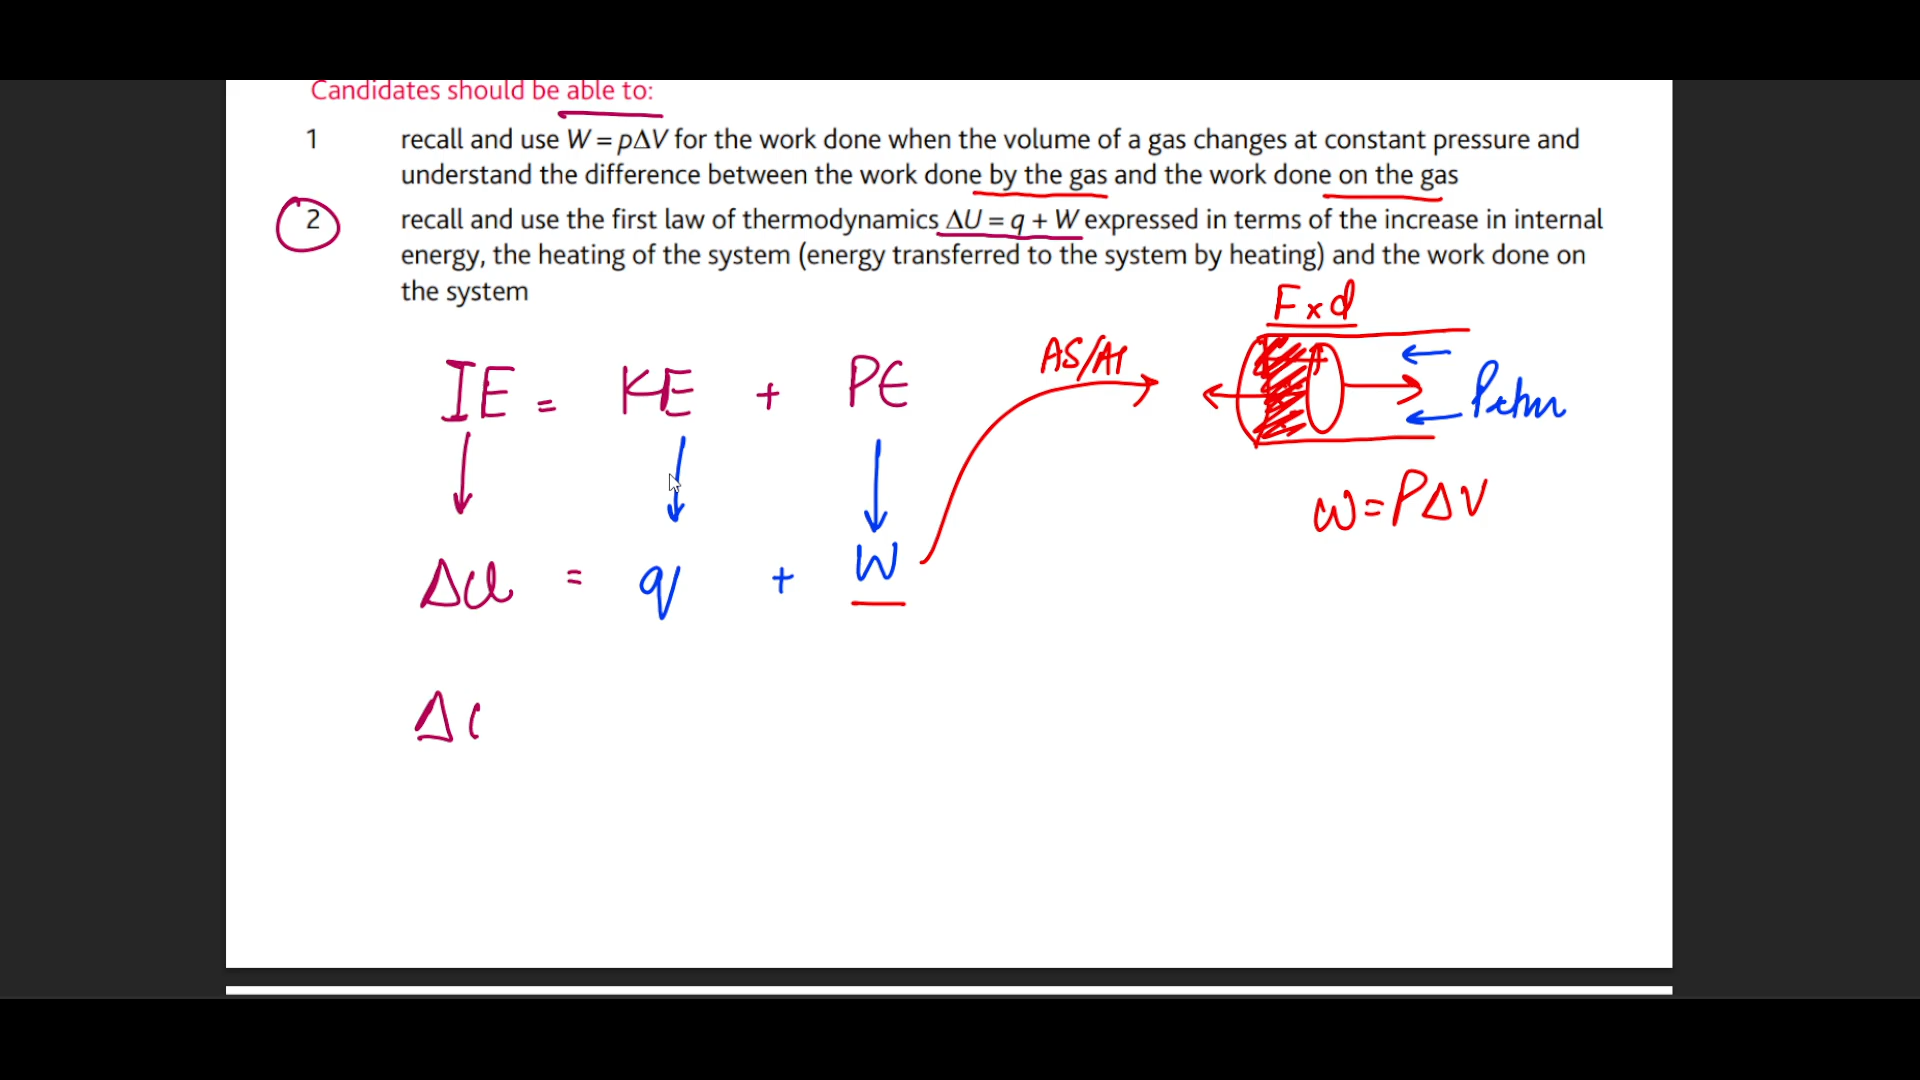 Candidates should be able to:
1 recall and use W = pΔV for the work done when the volume of a gas changes at constant pressure and
understand the difference between the work done by the gas and the work done on the gas
2 recall and use the first law of thermodynamics ΔU = q + W expressed in terms of the increase in internal
energy, the heating of the system (energy transferred to the system by heating) and the work done on
the system
F x d
IE = KE + PE
AS/A1
Patm
W = PΔV
ΔU = q + W
Δ